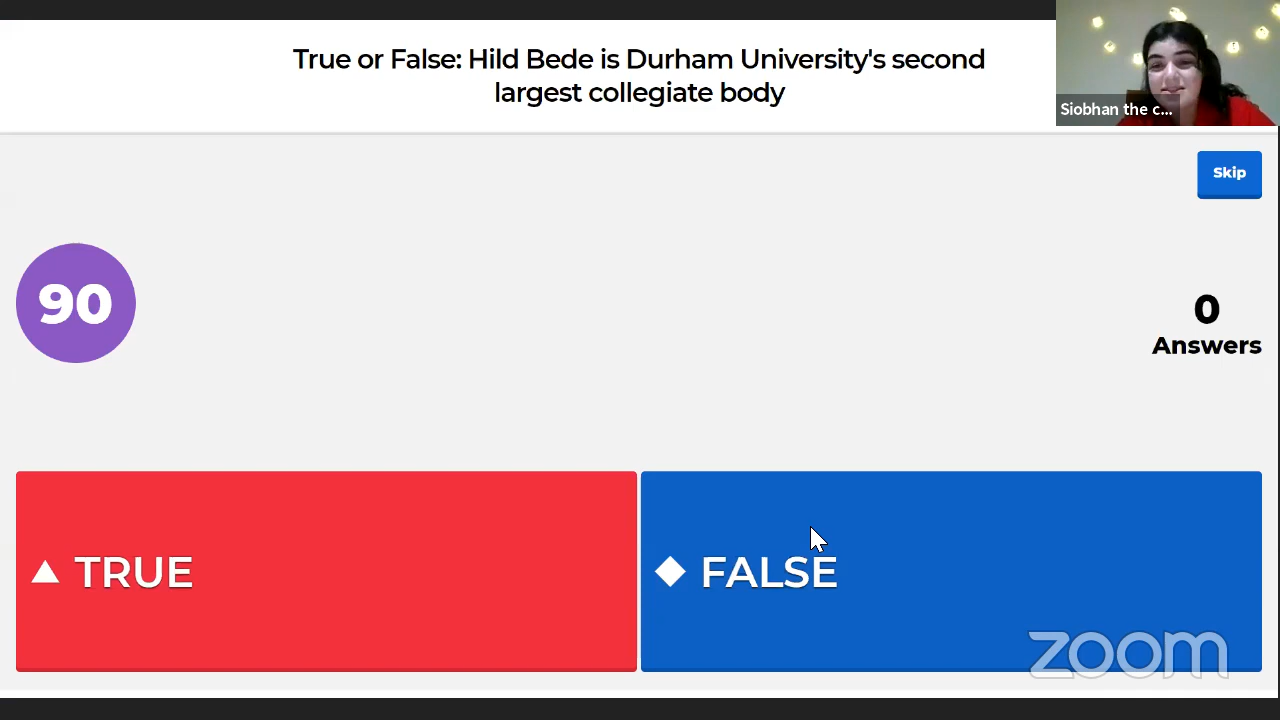 True or False: Hild Bede is Durham University's second
largest collegiate body
Siobhan the c...
Skip
90
0
Answers
TRUE
FALSE
zoom